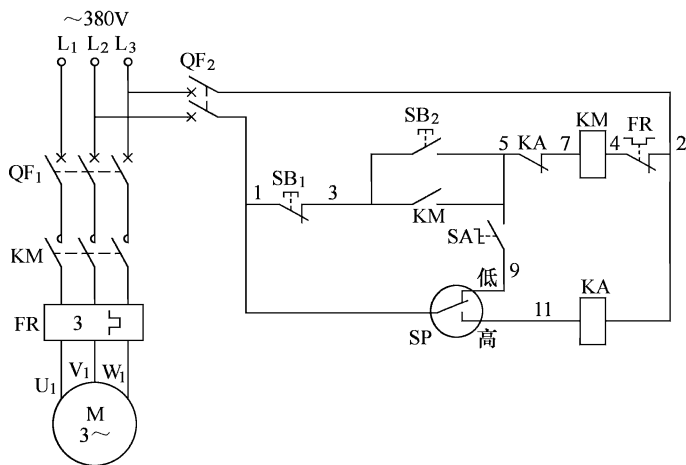 ～380V
L₁ L₂ L₃
QF₂
SB₂
5 KA 7 KM 4 FR 2
QF₁
1 SB₁ 3
KM
KM
SA
9
低
KA
FR 3
SP
高
11
U₁ V₁ W₁
M
3～